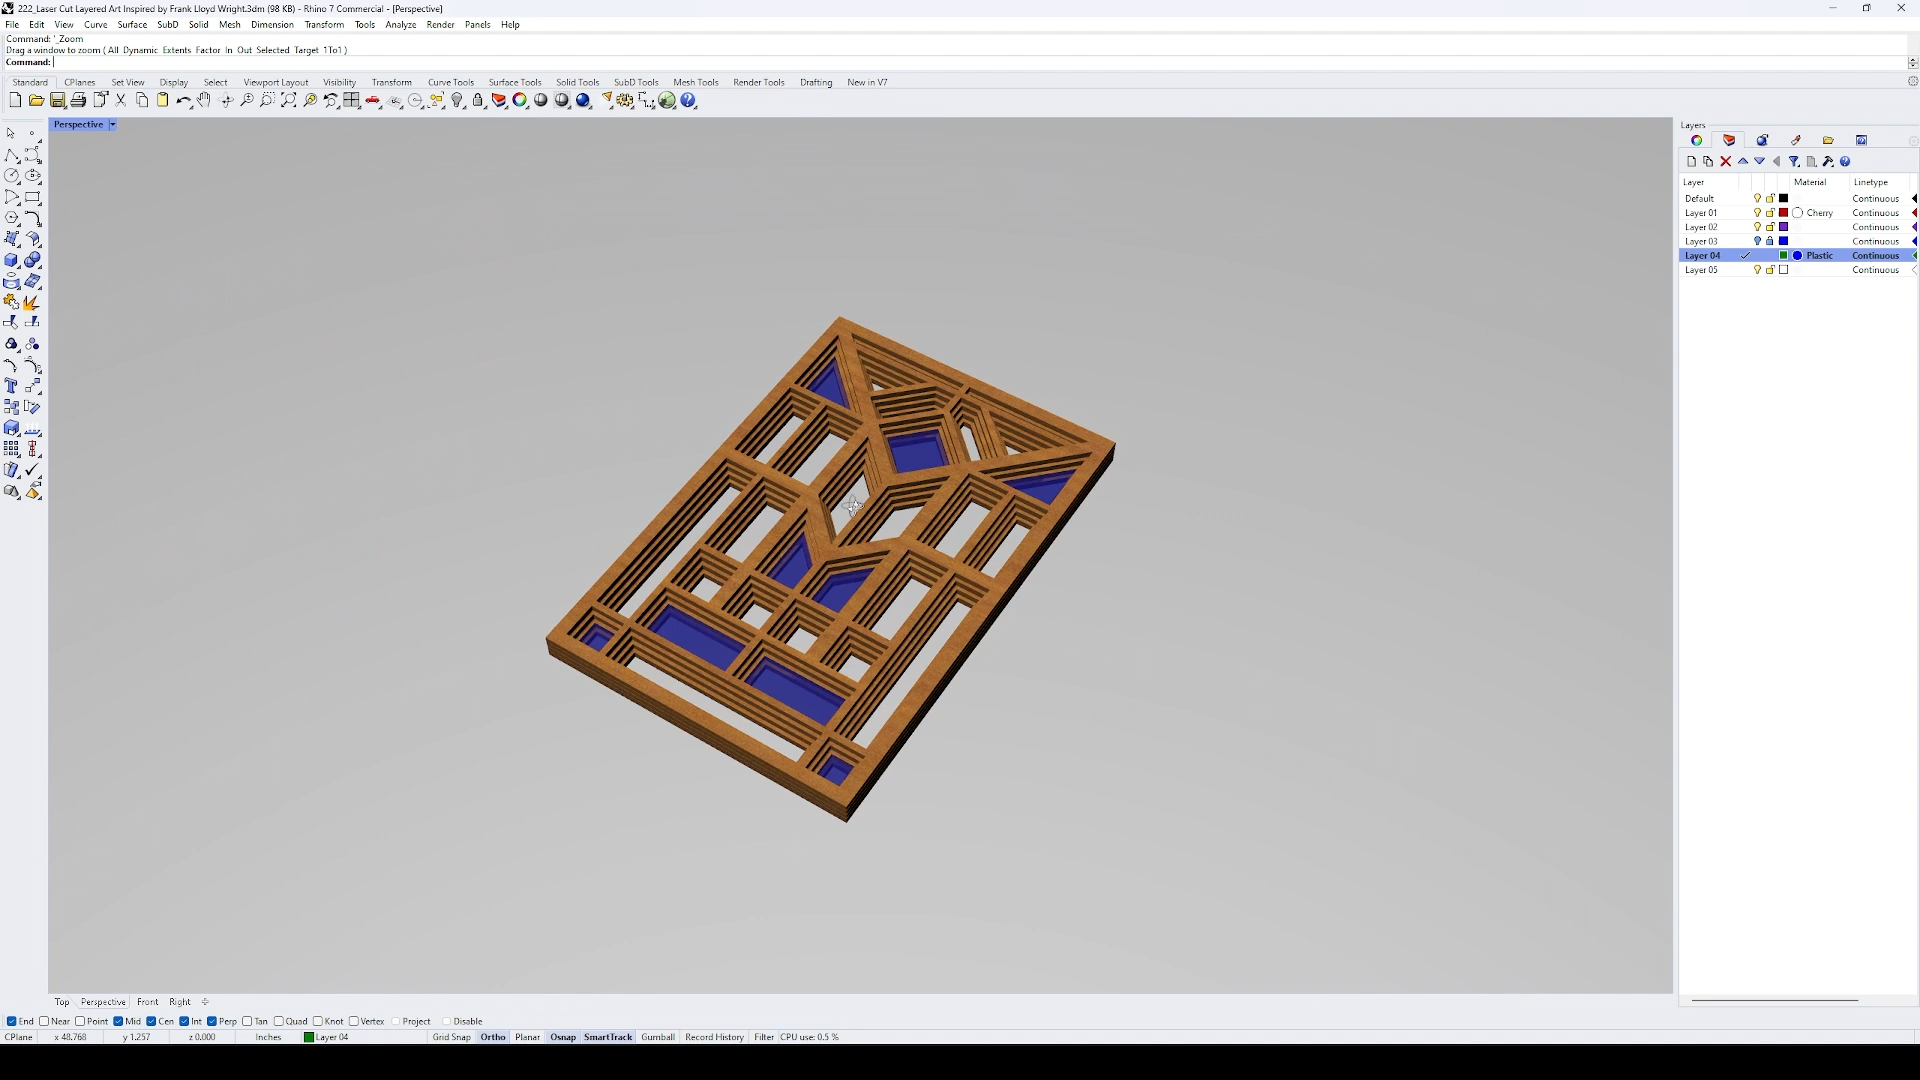 222_Laser Cut Layered Art Inspired by Frank Lloyd Wright.3dm (98 KB) - Rhino 7 Commercial - [Perspective]
File Edit View Curve Surface SubD Solid Mesh Dimension Transform Tools Analyze Render Panels Help
Command: '_Zoom
Drag a window to zoom ( All Dynamic Extents Factor In Out Selected Target 1To1 )
Command:
Standard CPlanes Set View Display Select Viewport Layout Visibility Transform Curve Tools Surface Tools Solid Tools SubD Tools Mesh Tools Render Tools Drafting New in V7
Perspective
Layers
Layer Material Linetype
Default Continuous
Layer 01 Cherry Continuous
Layer 02 Continuous
Layer 03 Continuous
Layer 04 Plastic Continuous
Layer 05 Continuous
Top Perspective Front Right
End Near Point Mid Cen Int Perp Tan Quad Knot Vertex Project Disable
CPlane x 48.768 y 1.257 z 0.000 Inches Layer 04 Grid Snap Ortho Planar Osnap SmartTrack Gumball Record History Filter CPU use: 0.5 %